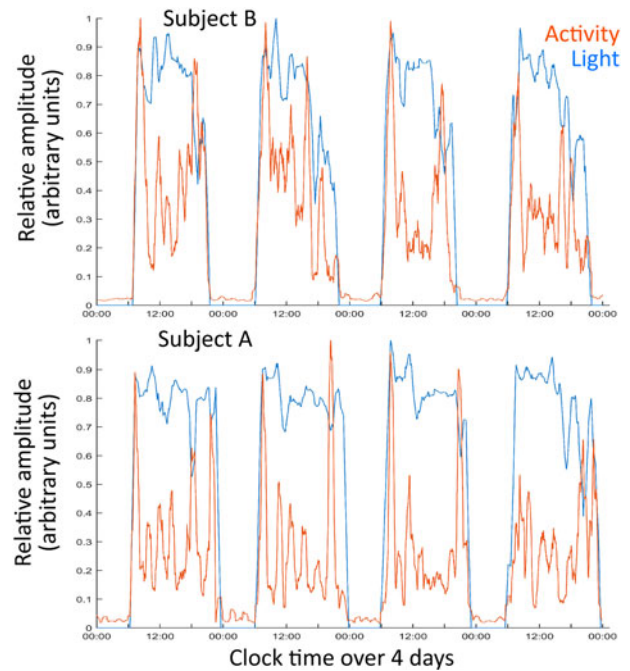 Subject B
Activity
Light
Relative amplitude
(arbitrary units)
1
0.9
0.8
0.7
0.6
0.5
0.4
0.3
0.2
0.1
0
00:00 12:00 00:00 12:00 00:00 12:00 00:00 12:00 00:00
Subject A
Relative amplitude
(arbitrary units)
1
0.9
0.8
0.7
0.6
0.5
0.4
0.3
0.2
0.1
0
00:00 12:00 00:00 12:00 00:00 12:00 00:00 12:00 00:00
Clock time over 4 days